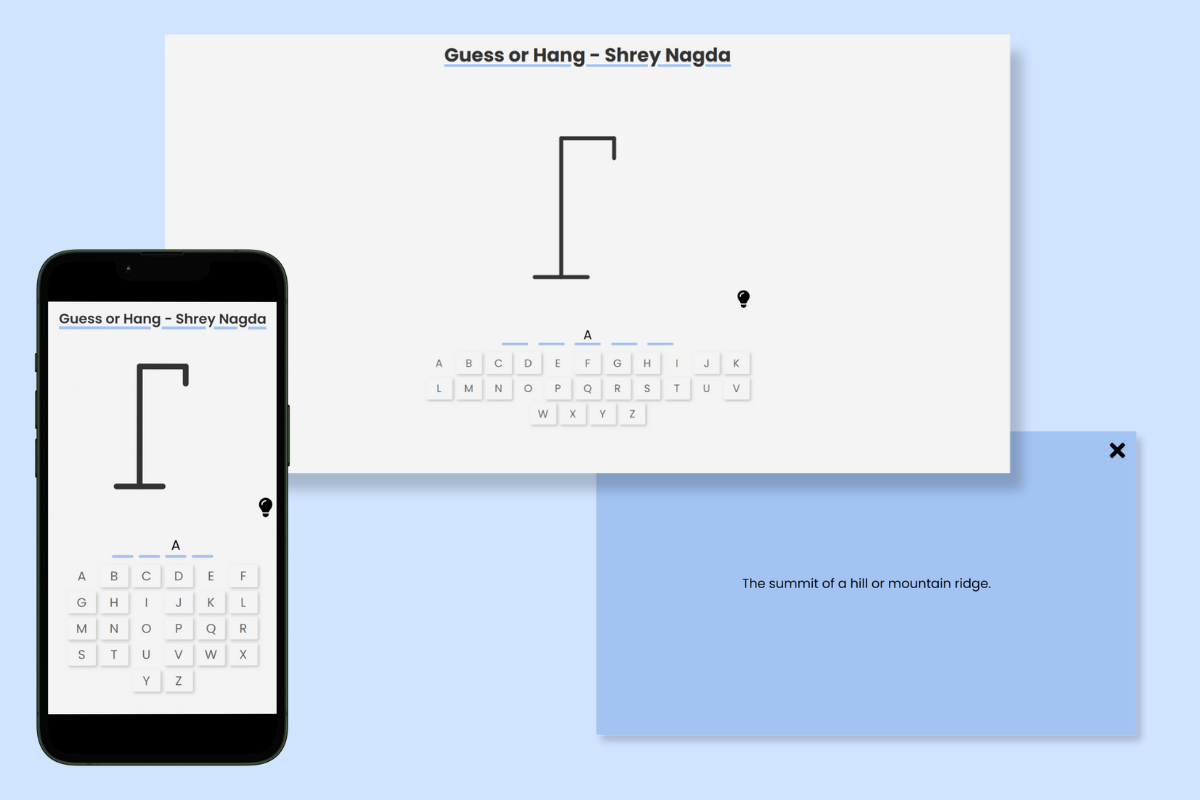 Guess or Hang - Shrey Nagda
A
A B C D E F G H I J K
L M N O P Q R S T U V
W X Y Z
Guess or Hang - Shrey Nagda
A
A B C D E F
G H I J K L
M N O P Q R
S T U V W X
Y Z
The summit of a hill or mountain ridge.